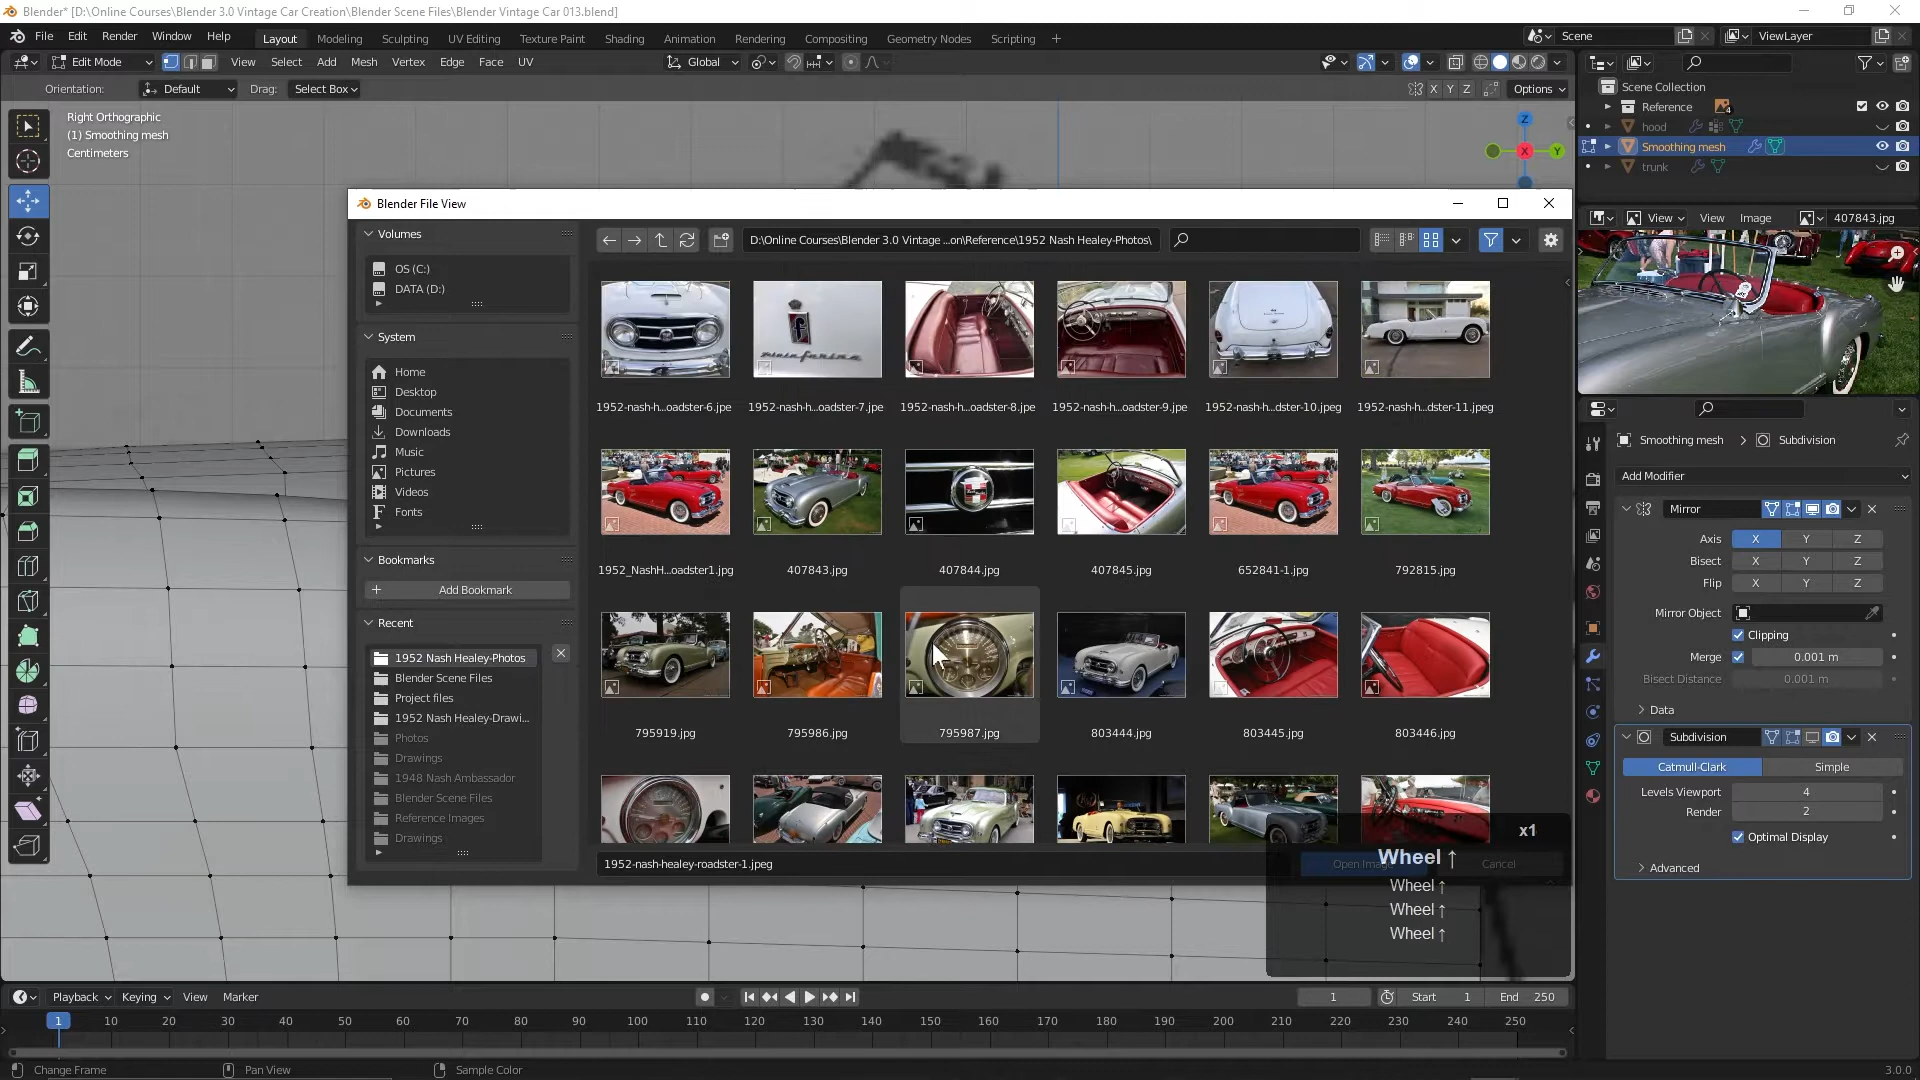 Blender* [D:\Online Courses\Blender 3.0 Vintage Car Creation\Blender Scene Files\Blender Vintage Car 013.blend]
File Edit Render Window Help Layout Modeling Sculpting UV Editing Texture Paint Shading Animation Rendering Compositing Geometry Nodes Scripting + Scene ViewLayer
Edit Mode View Select Add Mesh Vertex Edge Face UV Global
Orientation: Default Drag: Select Box X Y Z Options
Right Orthographic
(1) Smoothing mesh
Centimeters
Z
X
Y
Scene Collection
Reference 4
hood
Smoothing mesh
trunk
View View Image 407843.jpg
Blender File View
Volumes
OS (C:)
DATA (D:)
System
Home
Desktop
Documents
Downloads
Music
Pictures
Videos
Fonts
Bookmarks
Add Bookmark
Recent
1952 Nash Healey-Photos
Blender Scene Files
Project files
1952 Nash Healey-Drawi...
Photos
Drawings
1948 Nash Ambassador
Blender Scene Files
Reference Images
Drawings
D:\Online Courses\Blender 3.0 Vintage ...on\Reference\1952 Nash Healey-Photos\
1952-nash-h...oadster-6.jpe 1952-nash-h...oadster-7.jpe 1952-nash-h...oadster-8.jpe 1952-nash-h...oadster-9.jpe 1952-nash-h...dster-10.jpeg 1952-nash-h...dster-11.jpeg
1952_NashH...oadster1.jpg 407843.jpg 407844.jpg 407845.jpg 652841-1.jpg 792815.jpg
795919.jpg 795986.jpg 795987.jpg 803444.jpg 803445.jpg 803446.jpg
1952-nash-healey-roadster-1.jpeg Open Image Cancel
x1
Wheel ↑
Wheel ↑
Wheel ↑
Wheel ↑
Smoothing mesh > Subdivision
Add Modifier
Mirror
Axis X Y Z
Bisect X Y Z
Flip X Y Z
Mirror Object
Clipping
Merge 0.001 m
Bisect Distance 0.001 m
Data
Subdivision
Catmull-Clark Simple
Levels Viewport 4
Render 2
Optimal Display
Advanced
Playback Keying View Marker 1 Start 1 End 250
1 10 20 30 40 50 60 70 80 90 100 110 120 130 140 150 160 170 180 190 200 210 220 230 240 250
Change Frame Pan View Sample Color 3.0.0